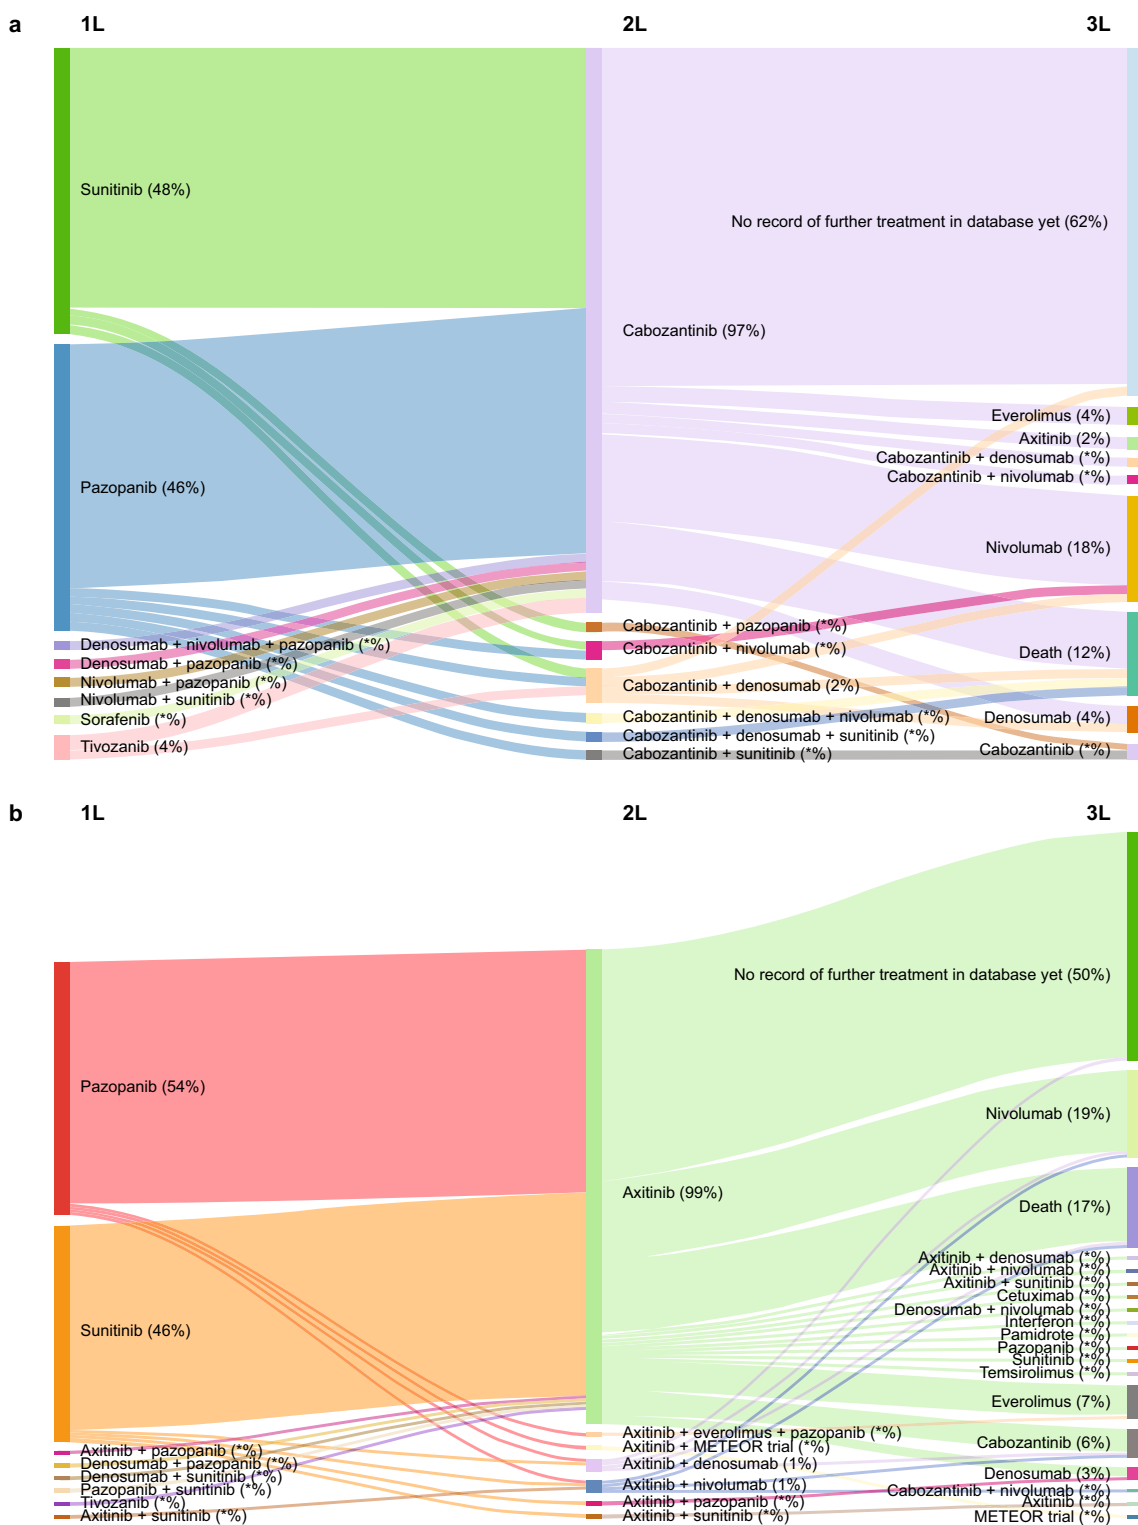 a 1L 2L 3L
Sunitinib (48%)
No record of further treatment in database yet (62%)
Cabozantinib (97%)
Everolimus (4%)
Axitinib (2%)
Cabozantinib + denosumab (*%)
Cabozantinib + nivolumab (*%)
Pazopanib (46%)
Nivolumab (18%)
Cabozantinib + pazopanib (*%)
Denosumab + nivolumab + pazopanib (*%)
Cabozantinib + nivolumab (*%)
Death (12%)
Denosumab + pazopanib (*%)
Nivolumab + pazopanib (*%)
Cabozantinib + denosumab (2%)
Nivolumab + sunitinib (*%)
Sorafenib (*%)
Cabozantinib + denosumab + nivolumab (*%)
Denosumab (4%)
Cabozantinib + denosumab + sunitinib (*%)
Tivozanib (4%)
Cabozantinib + sunitinib (*%)
Cabozantinib (*%)
b 1L 2L 3L
No record of further treatment in database yet (50%)
Pazopanib (54%)
Nivolumab (19%)
Axitinib (99%)
Death (17%)
Axitinib + denosumab (*%)
Axitinib + nivolumab (*%)
Axitinib + sunitinib (*%)
Cetuximab (*%)
Denosumab + nivolumab (*%)
Interferon (*%)
Sunitinib (46%)
Pamidrote (*%)
Pazopanib (*%)
Sunitinib (*%)
Temsirolimus (*%)
Everolimus (7%)
Axitinib + everolimus + pazopanib (*%)
Cabozantinib (6%)
Axitinib + METEOR trial (*%)
Axitinib + pazopanib (*%)
Denosumab + pazopanib (*%)
Axitinib + denosumab (1%)
Denosumab (3%)
Denosumab + sunitinib (*%)
Axitinib + nivolumab (1%)
Pazopanib + sunitinib (*%)
Cabozantinib + nivolumab (*%)
Tivozanib (*%)
Axitinib + pazopanib (*%)
Axitinib (*%)
Axitinib + sunitinib (*%)
Axitinib + sunitinib (*%)
METEOR trial (*%)